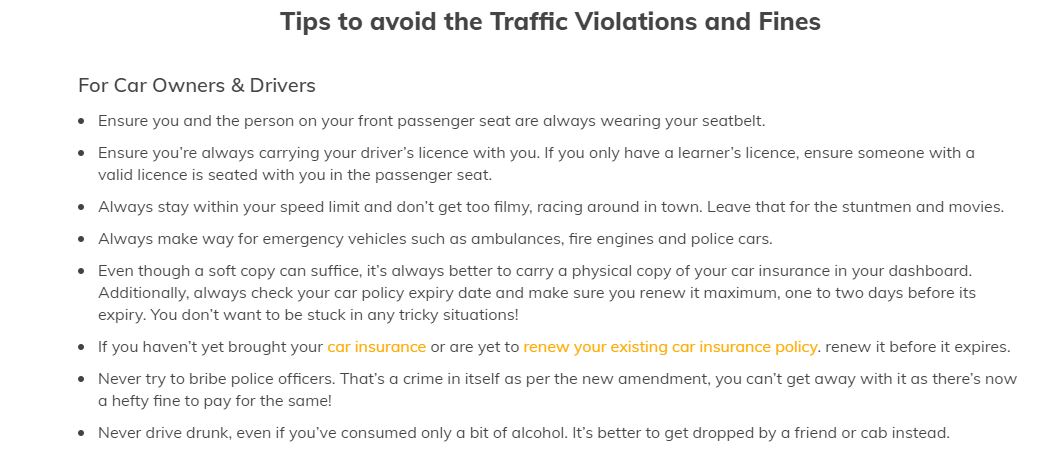 Tips to avoid the Traffic Violations and Fines
For Car Owners & Drivers
• Ensure you and the person on your front passenger seat are always wearing your seatbelt.
• Ensure you’re always carrying your driver’s licence with you. If you only have a learner’s licence, ensure someone with a
valid licence is seated with you in the passenger seat.
• Always stay within your speed limit and don’t get too filmy, racing around in town. Leave that for the stuntmen and movies.
• Always make way for emergency vehicles such as ambulances, fire engines and police cars.
• Even though a soft copy can suffice, it’s always better to carry a physical copy of your car insurance in your dashboard.
Additionally, always check your car policy expiry date and make sure you renew it maximum, one to two days before its
expiry. You don’t want to be stuck in any tricky situations!
• If you haven’t yet brought your car insurance or are yet to renew your existing car insurance policy. renew it before it expires.
• Never try to bribe police officers. That’s a crime in itself as per the new amendment, you can’t get away with it as there’s now
a hefty fine to pay for the same!
• Never drive drunk, even if you’ve consumed only a bit of alcohol. It’s better to get dropped by a friend or cab instead.